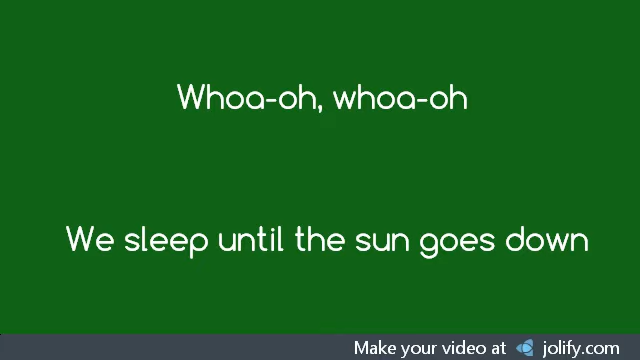 Whoa-oh, whoa-oh
We sleep until the sun goes down
Make your video at jolify.com